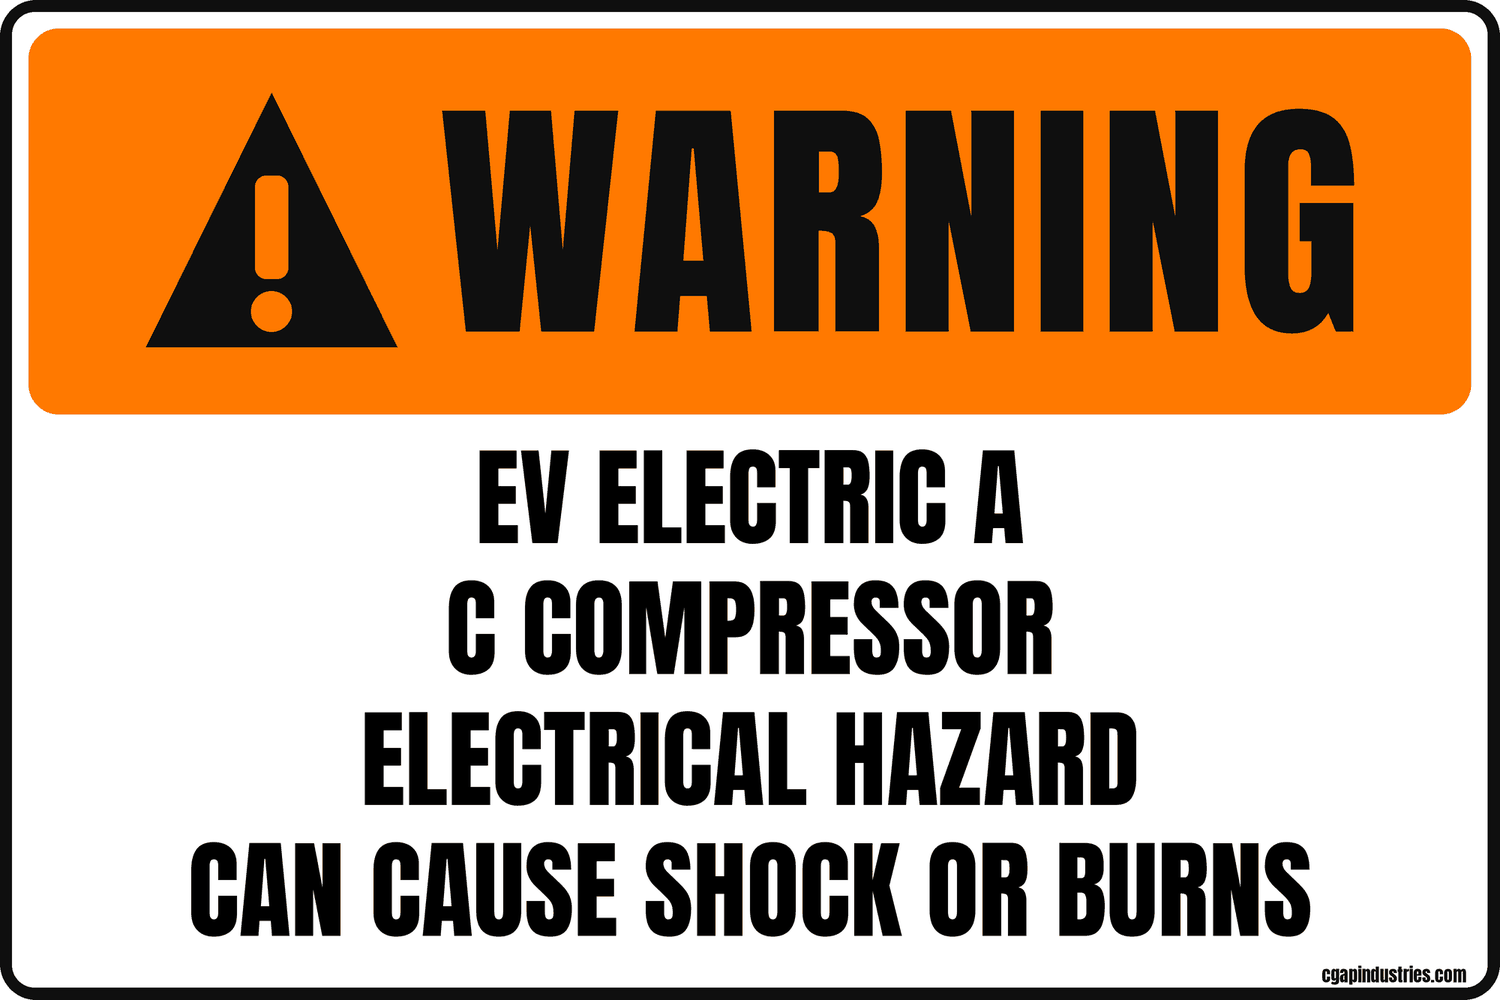 WARNING
EV ELECTRIC A
C COMPRESSOR
ELECTRICAL HAZARD
CAN CAUSE SHOCK OR BURNS
cgapindustries.com